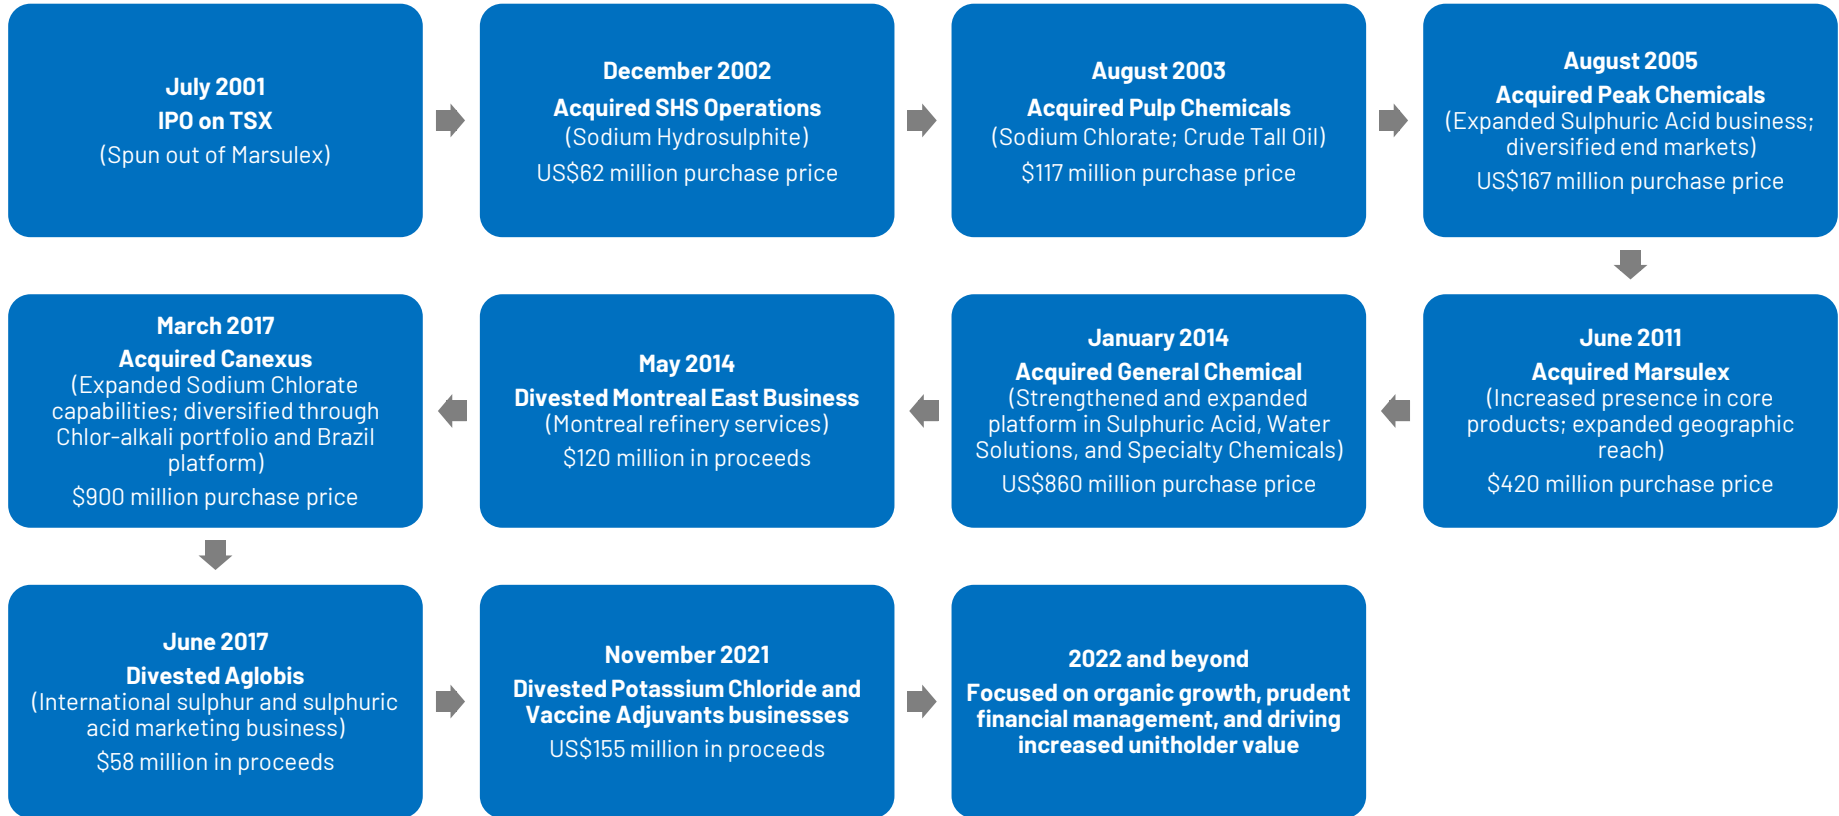 July 2001
IPO on TSX
(Spun out of Marsulex)
December 2002
Acquired SHS Operations
(Sodium Hydrosulphite)
US$62 million purchase price
August 2003
Acquired Pulp Chemicals
(Sodium Chlorate; Crude Tall Oil)
$117 million purchase price
August 2005
Acquired Peak Chemicals
(Expanded Sulphuric Acid business;
diversified end markets)
US$167 million purchase price
June 2011
Acquired Marsulex
(Increased presence in core
products; expanded geographic
reach)
$420 million purchase price
January 2014
Acquired General Chemical
(Strengthened and expanded
platform in Sulphuric Acid, Water
Solutions, and Specialty Chemicals)
US$860 million purchase price
May 2014
Divested Montreal East Business
(Montreal refinery services)
$120 million in proceeds
March 2017
Acquired Canexus
(Expanded Sodium Chlorate
capabilities; diversified through
Chlor-alkali portfolio and Brazil
platform)
$900 million purchase price
June 2017
Divested Aglobis
(International sulphur and sulphuric
acid marketing business)
$58 million in proceeds
November 2021
Divested Potassium Chloride and
Vaccine Adjuvants businesses
US$155 million in proceeds
2022 and beyond
Focused on organic growth, prudent
financial management, and driving
increased unitholder value